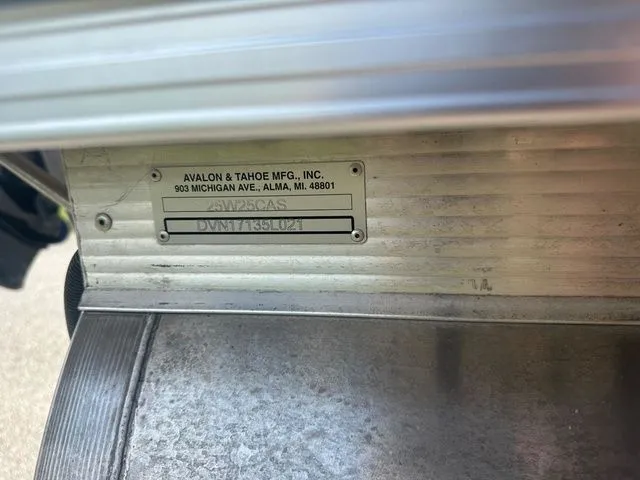 AVALON & TAHOE MFG., INC.
903 MICHIGAN AVE., ALMA, MI. 48801
25W25CAS
DVN17135L021